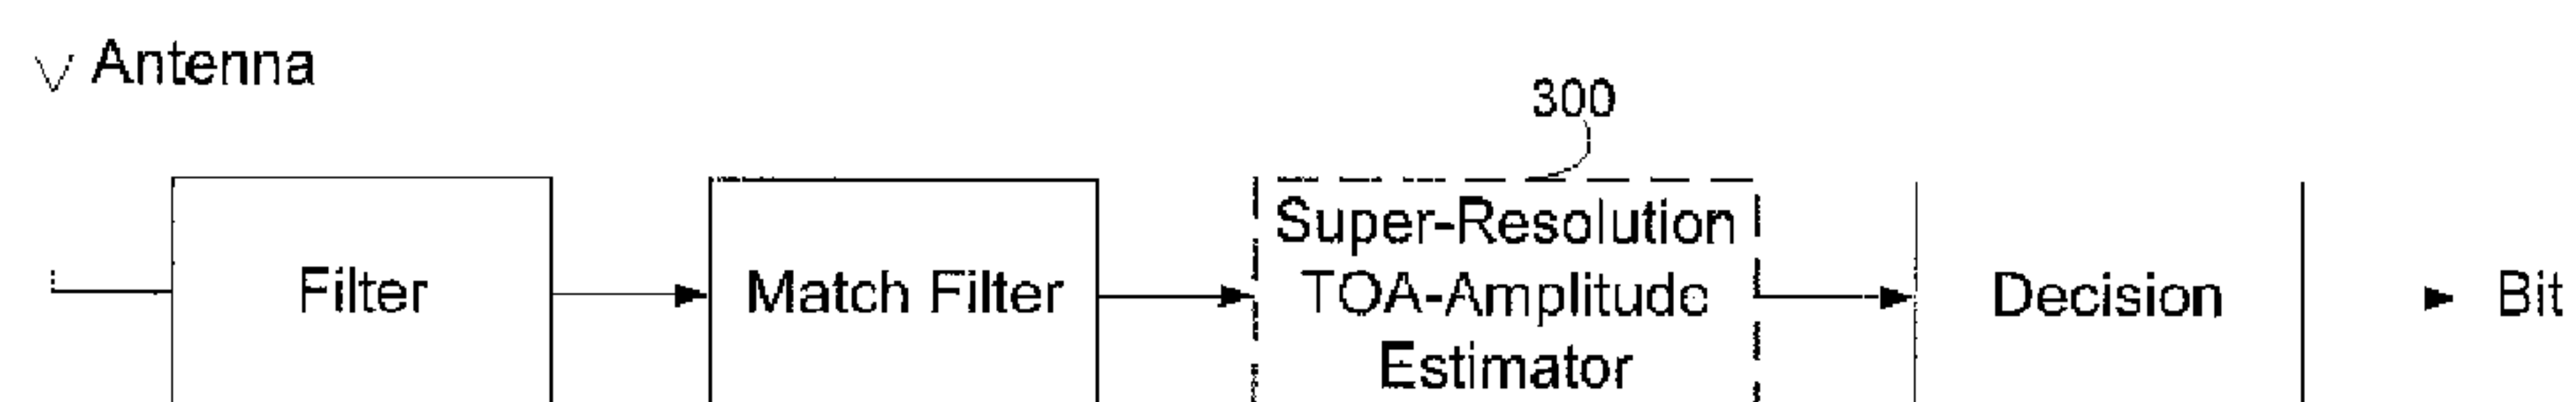 Antenna
300
Filter
Match Filter
Super-Resolution
TOA-Amplitude
Estimator
Decision
Bit